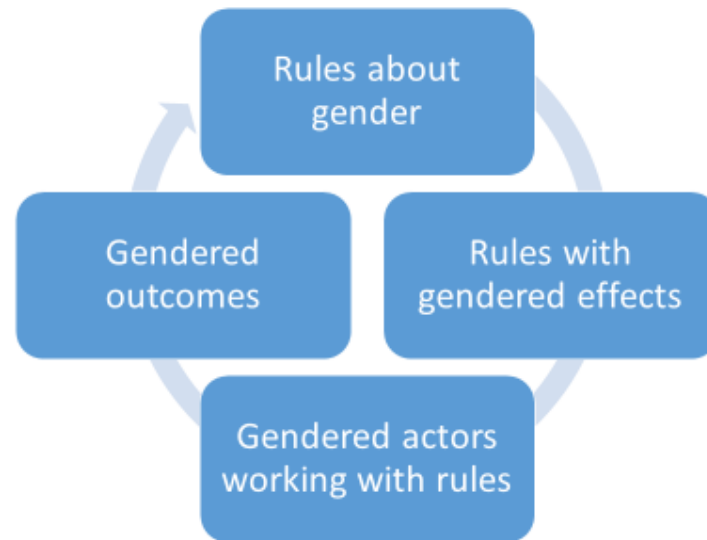 Rules about
gender
Rules with
gendered effects
Gendered actors
working with rules
Gendered
outcomes